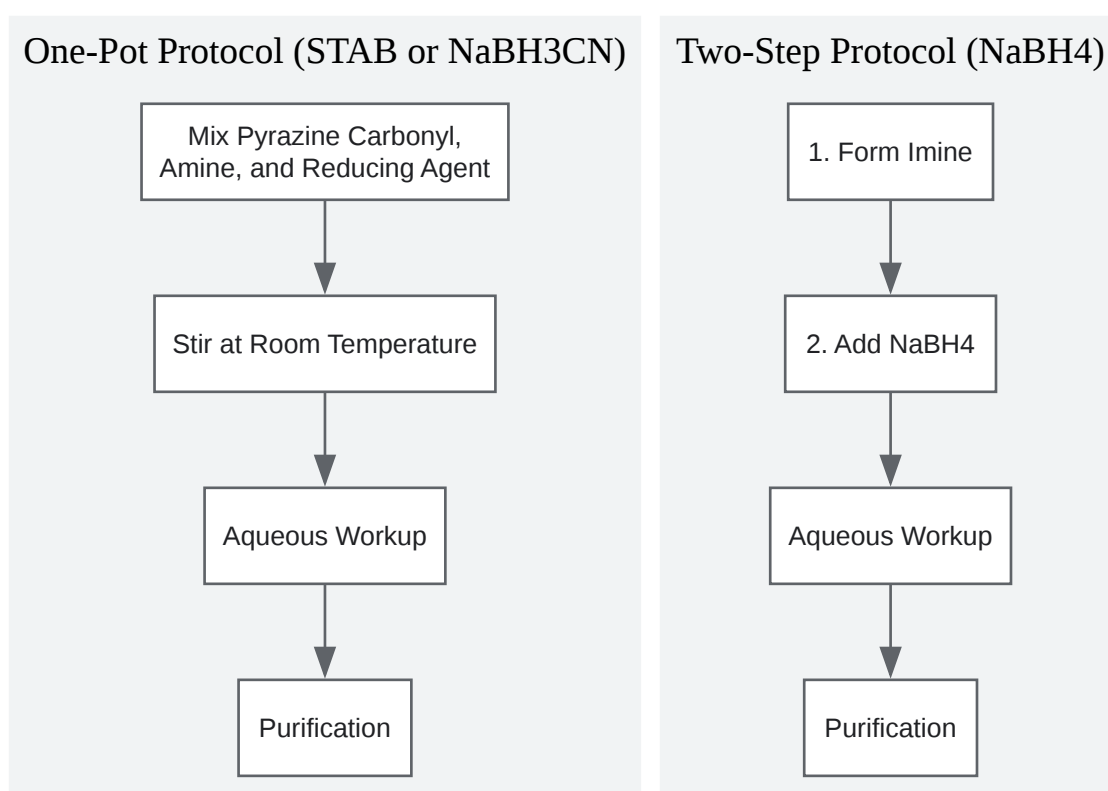 One-Pot Protocol (STAB or NaBH3CN)
Mix Pyrazine Carbonyl,
Amine, and Reducing Agent
Stir at Room Temperature
Aqueous Workup
Purification
Two-Step Protocol (NaBH4)
1. Form Imine
2. Add NaBH4
Aqueous Workup
Purification